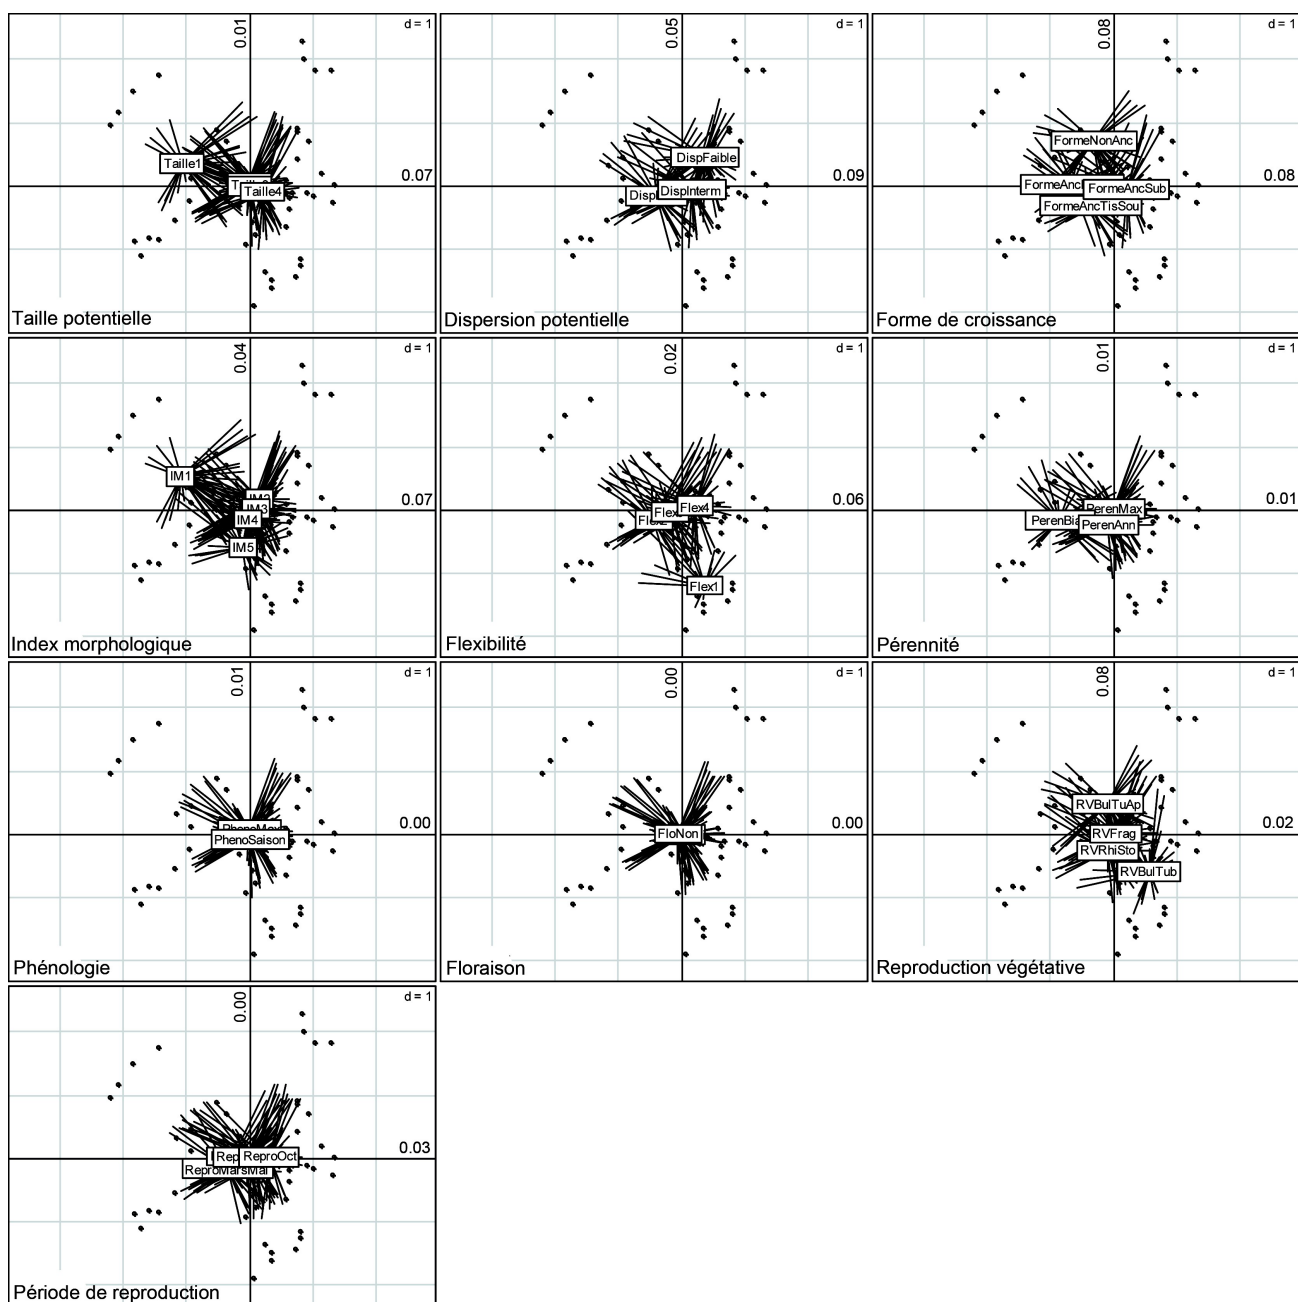 0.01
d = 1
0.07
Taille1
Taille4
Taille potentielle
0.05
d = 1
0.09
DispFaible
DispInterm
Dispersion potentielle
0.08
d = 1
0.08
FormeNonAnc
FormeAncSub
FormeAncTisSou
Forme de croissance
0.04
d = 1
0.07
IM1
IM3
IM4
IM5
Index morphologique
0.02
d = 1
0.06
Flex4
Flex1
Flexibilité
0.01
d = 1
0.01
PerenMax
PerenAnn
Pérennité
0.01
d = 1
0.00
PhenoMax
PhenoSaison
Phénologie
0.00
d = 1
0.00
FloNon
Floraison
0.08
d = 1
0.02
RVBulTuAp
RVFrag
RVRhiSto
RVBulTub
Reproduction végétative
0.00
d = 1
0.03
ReproOct
ReproMarsMai
Période de reproduction